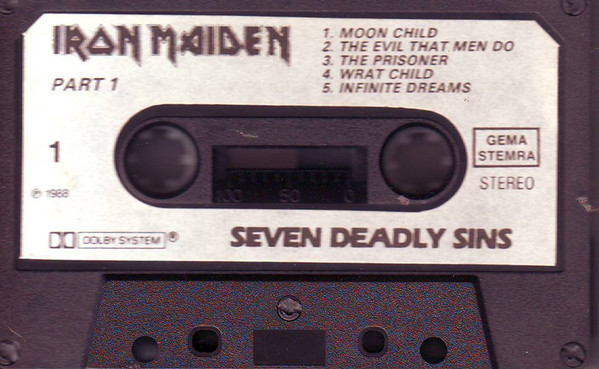 IRON MAIDEN
PART 1
1. MOON CHILD
2. THE EVIL THAT MEN DO
3. THE PRISONER
4. WRAT CHILD
5. INFINITE DREAMS
1
100 50 0
GEMA
STEMRA
STEREO
℗ 1988
DOLBY SYSTEM ®
SEVEN DEADLY SINS